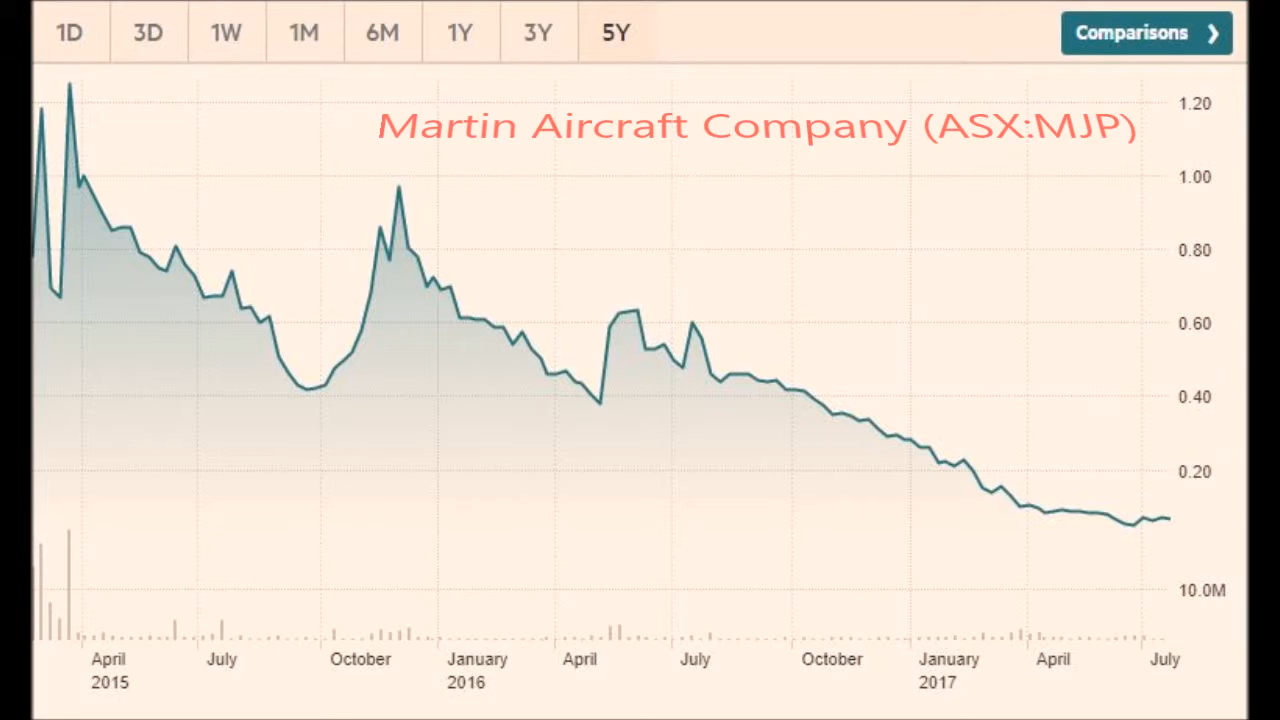 1D 3D 1W 1M 6M 1Y 3Y 5Y Comparisons ❯
Martin Aircraft Company (ASX:MJP)
1.20
1.00
0.80
0.60
0.40
0.20
10.0M
April July October January April July October January April July
2015 2016 2017